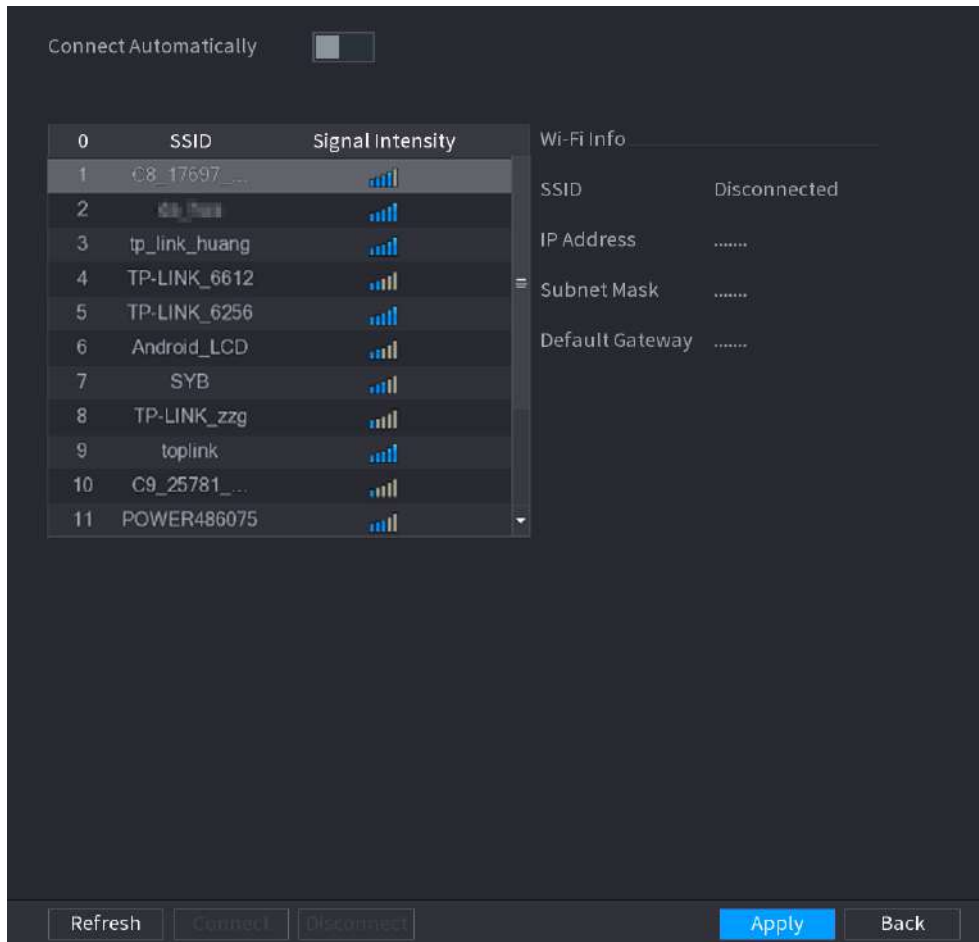 Connect Automatically
0 SSID Signal Intensity
1 C8_17697_...
2
3 tp_link_huang
4 TP-LINK_6612
5 TP-LINK_6256
6 Android_LCD
7 SYB
8 TP-LINK_zzg
9 toplink
10 C9_25781_...
11 POWER486075
Wi-Fi Info
SSID Disconnected
IP Address .......
Subnet Mask .......
Default Gateway .......
Refresh Connect Disconnect Apply Back